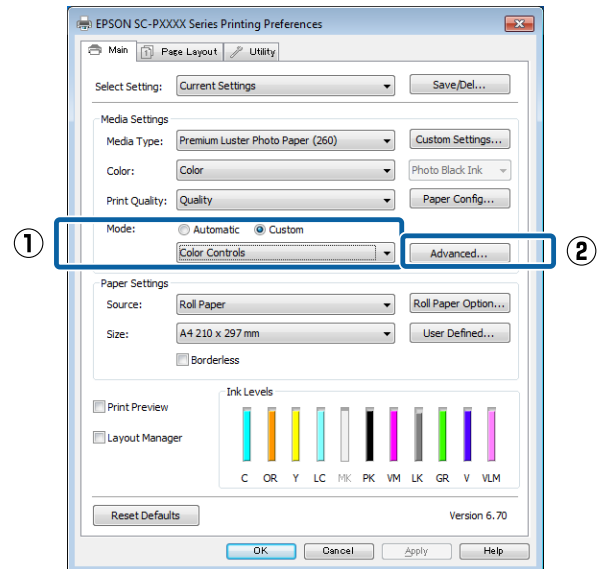 EPSON SC-PXXXX Series Printing Preferences
Main Page Layout Utility
Select Setting: Current Settings Save/Del...
Media Settings
Media Type: Premium Luster Photo Paper (260) Custom Settings...
Color: Color Photo Black Ink
Print Quality: Quality Paper Config...
Mode: Automatic Custom
① Color Controls Advanced... ②
Paper Settings
Source: Roll Paper Roll Paper Option...
Size: A4 210 x 297 mm User Defined...
Borderless
Ink Levels
Print Preview
Layout Manager
C OR Y LC MK PK VM LK GR V VLM
Reset Defaults Version 6.70
OK Cancel Apply Help